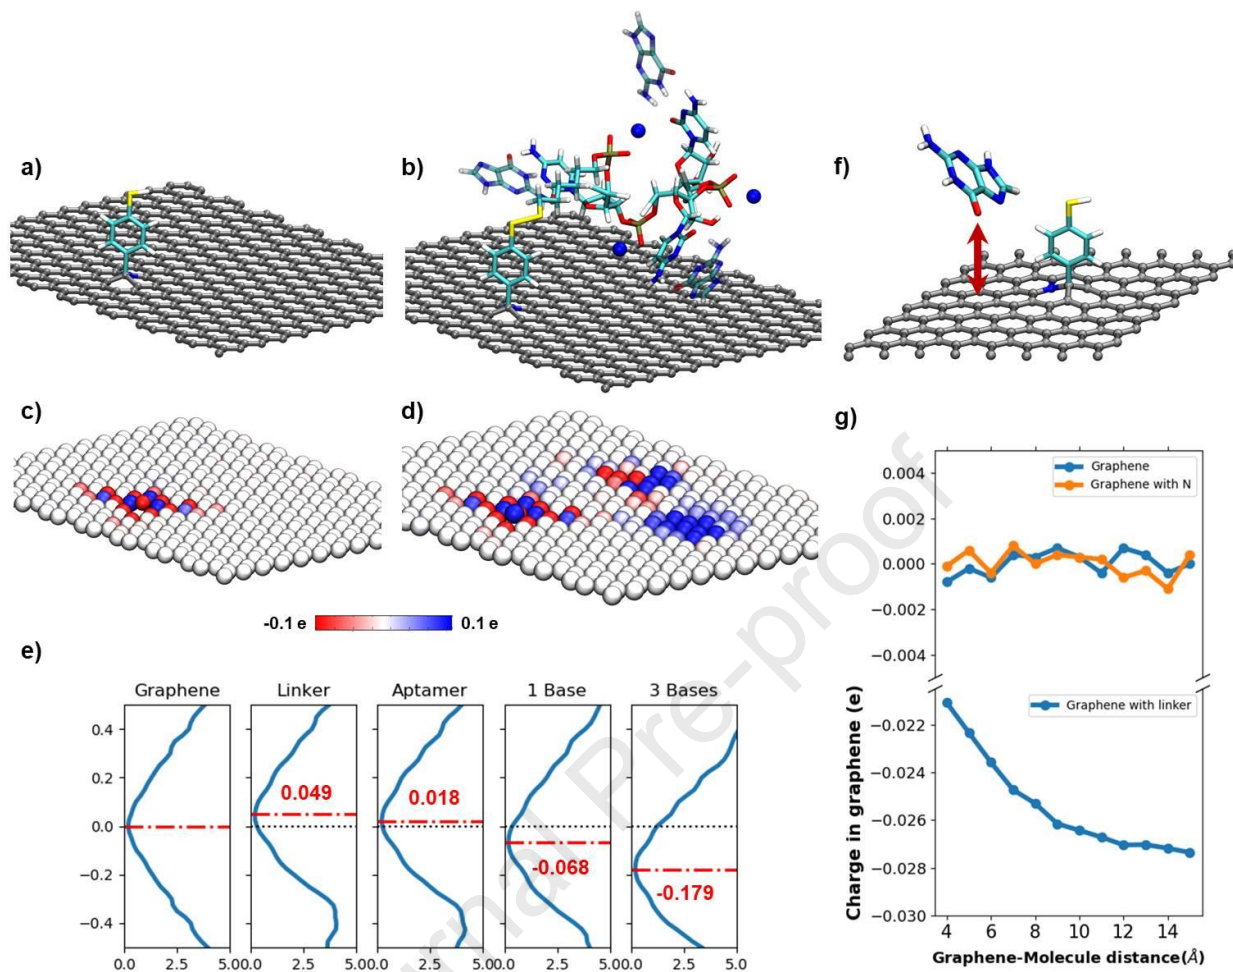 a)
b)
f)
c)
d)
g)
-0.1 e
0.1 e
e)
Graphene
Linker
Aptamer
1 Base
3 Bases
0.4
0.2
0.0
−0.2
−0.4
0.049
0.018
-0.068
-0.179
0.0 2.5 5.0
0.0 2.5 5.0
0.0 2.5 5.0
0.0 2.5 5.0
0.0 2.5 5.0
Graphene
Graphene with N
0.004
0.002
0.000
−0.002
−0.004
Graphene with linker
−0.022
−0.024
−0.026
−0.028
−0.030
Charge in graphene (e)
4 6 8 10 12 14
Graphene-Molecule distance(Å)
Journal Pre-proof